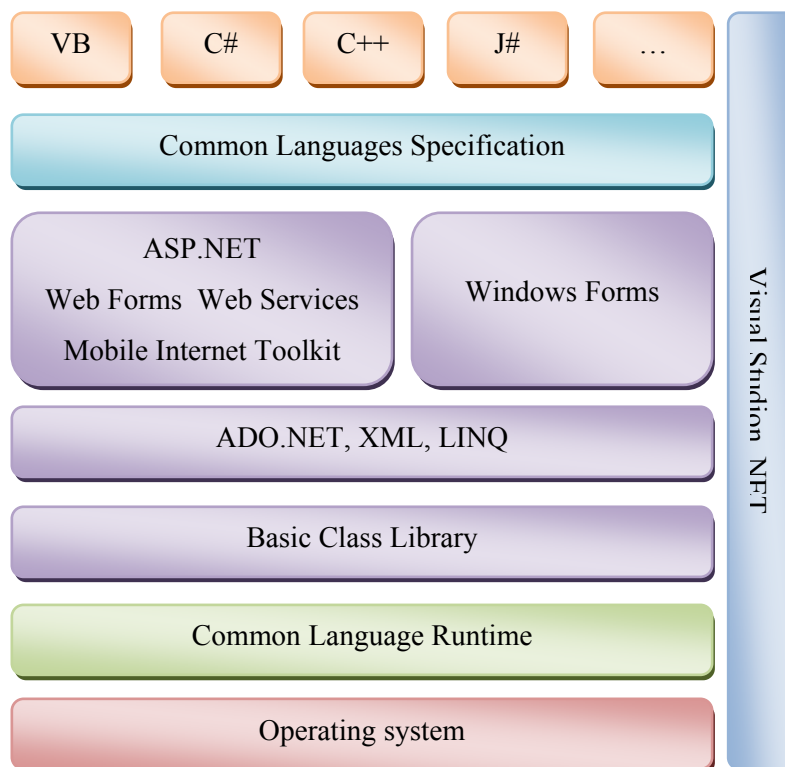 VB C# C++ J# …
Common Languages Specification
ASP.NET
Web Forms Web Services
Mobile Internet Toolkit
Windows Forms
ADO.NET, XML, LINQ
Basic Class Library
Common Language Runtime
Operating system
Visual Studion .NET